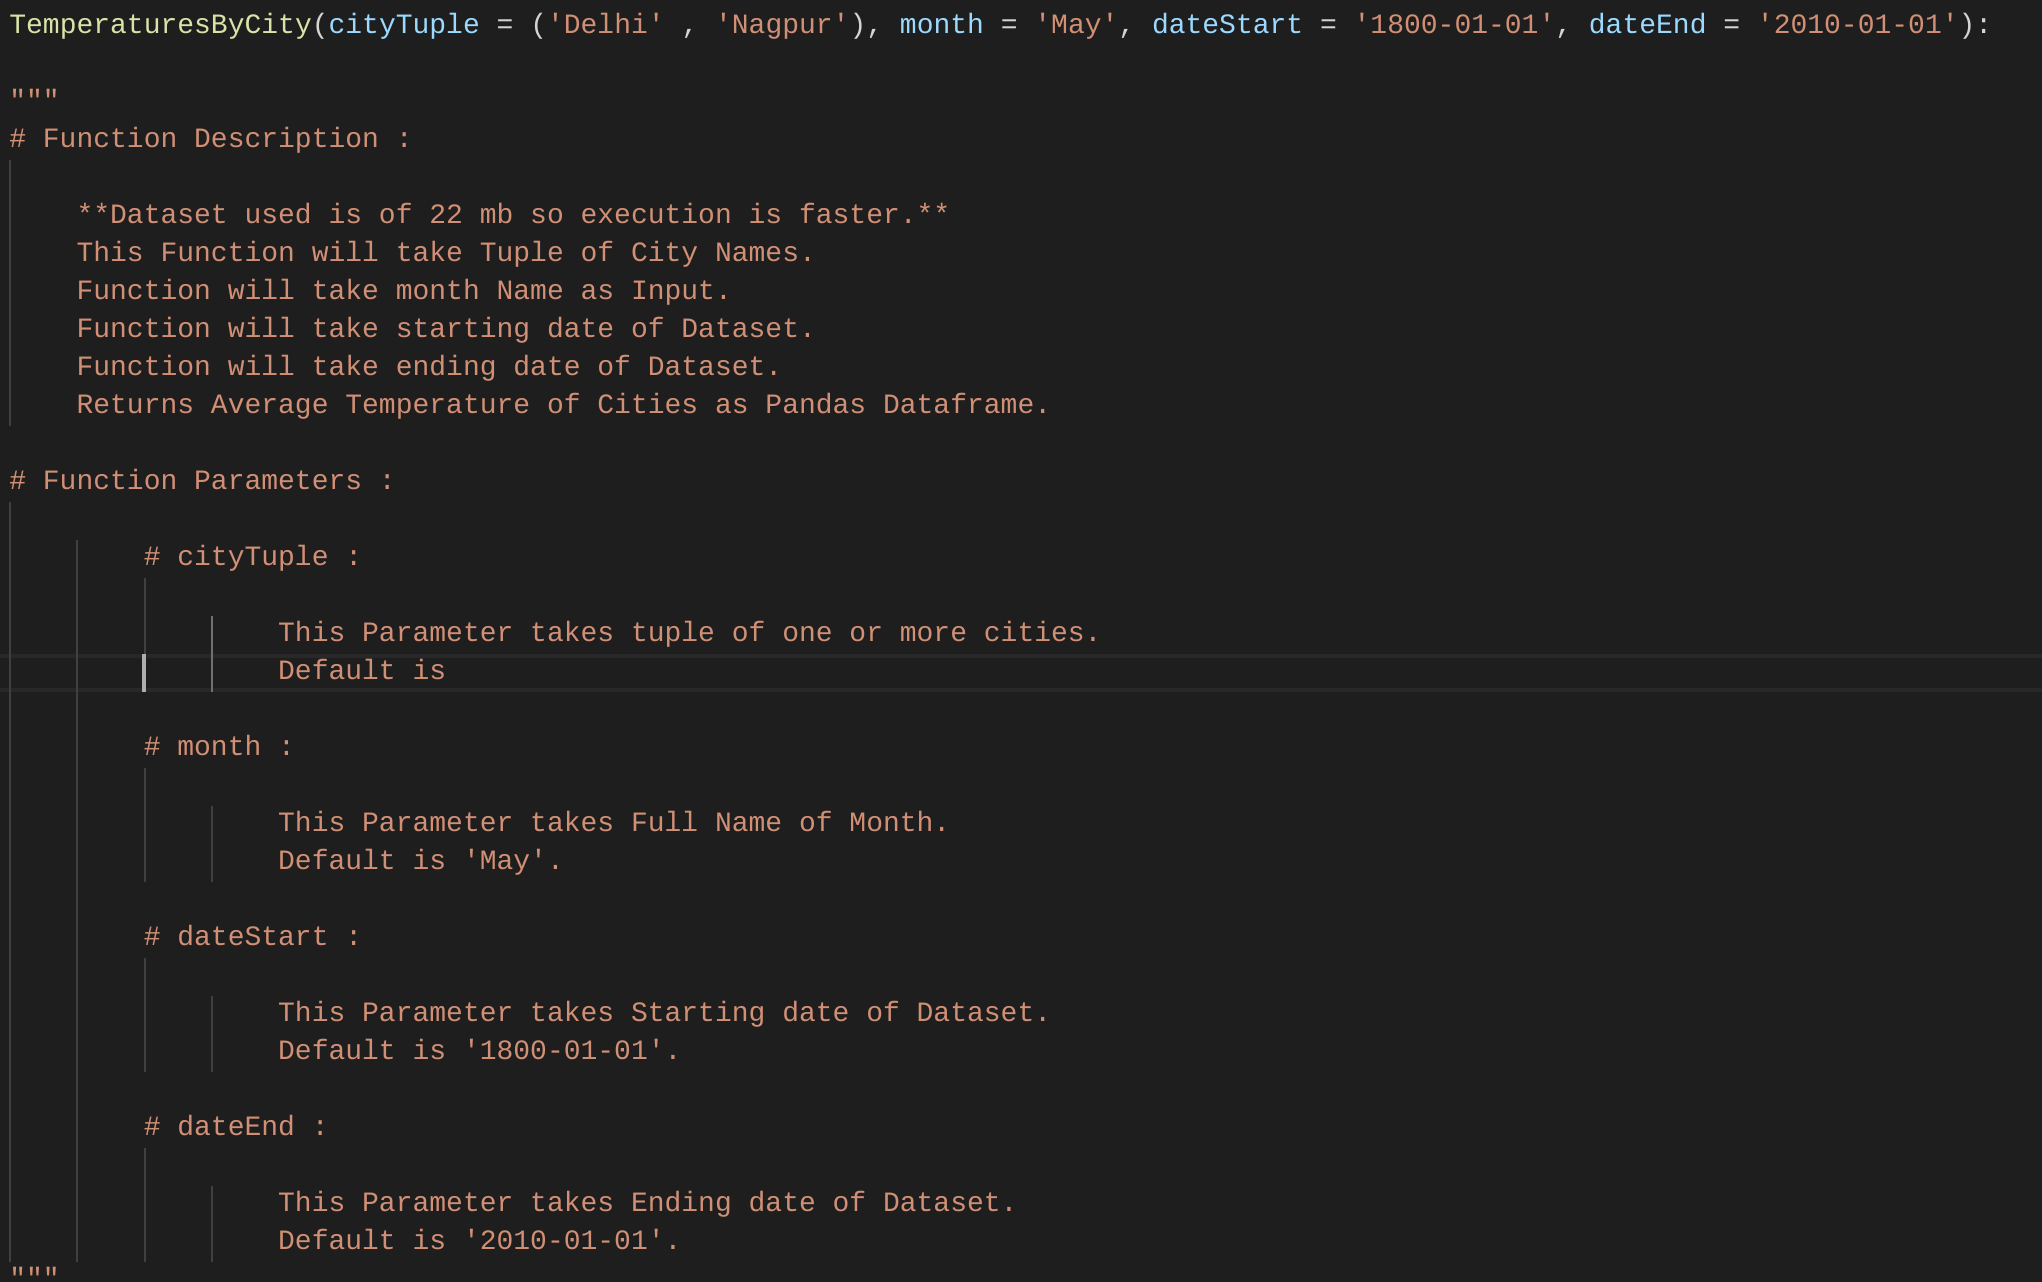 TemperaturesByCity(cityTuple = ('Delhi' , 'Nagpur'), month = 'May', dateStart = '1800-01-01', dateEnd = '2010-01-01'):
"""
# Function Description :
**Dataset used is of 22 mb so execution is faster.**
This Function will take Tuple of City Names.
Function will take month Name as Input.
Function will take starting date of Dataset.
Function will take ending date of Dataset.
Returns Average Temperature of Cities as Pandas Dataframe.
# Function Parameters :
# cityTuple :
This Parameter takes tuple of one or more cities.
Default is
# month :
This Parameter takes Full Name of Month.
Default is 'May'.
# dateStart :
This Parameter takes Starting date of Dataset.
Default is '1800-01-01'.
# dateEnd :
This Parameter takes Ending date of Dataset.
Default is '2010-01-01'.
"""